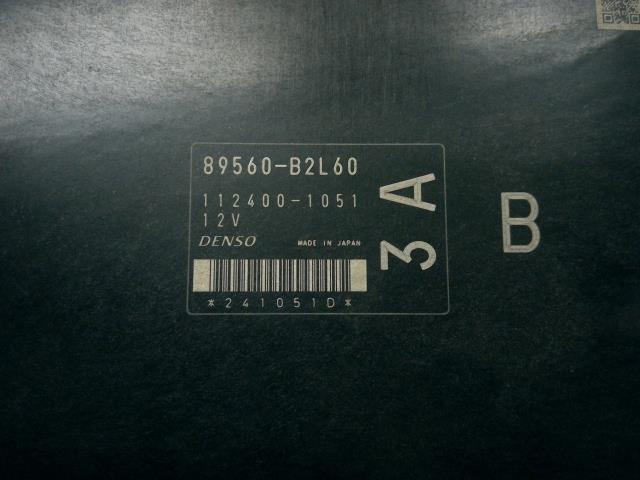 89560-B2L60
112400-1051
12V
DENSO MADE IN JAPAN
*241051D*
3A
B